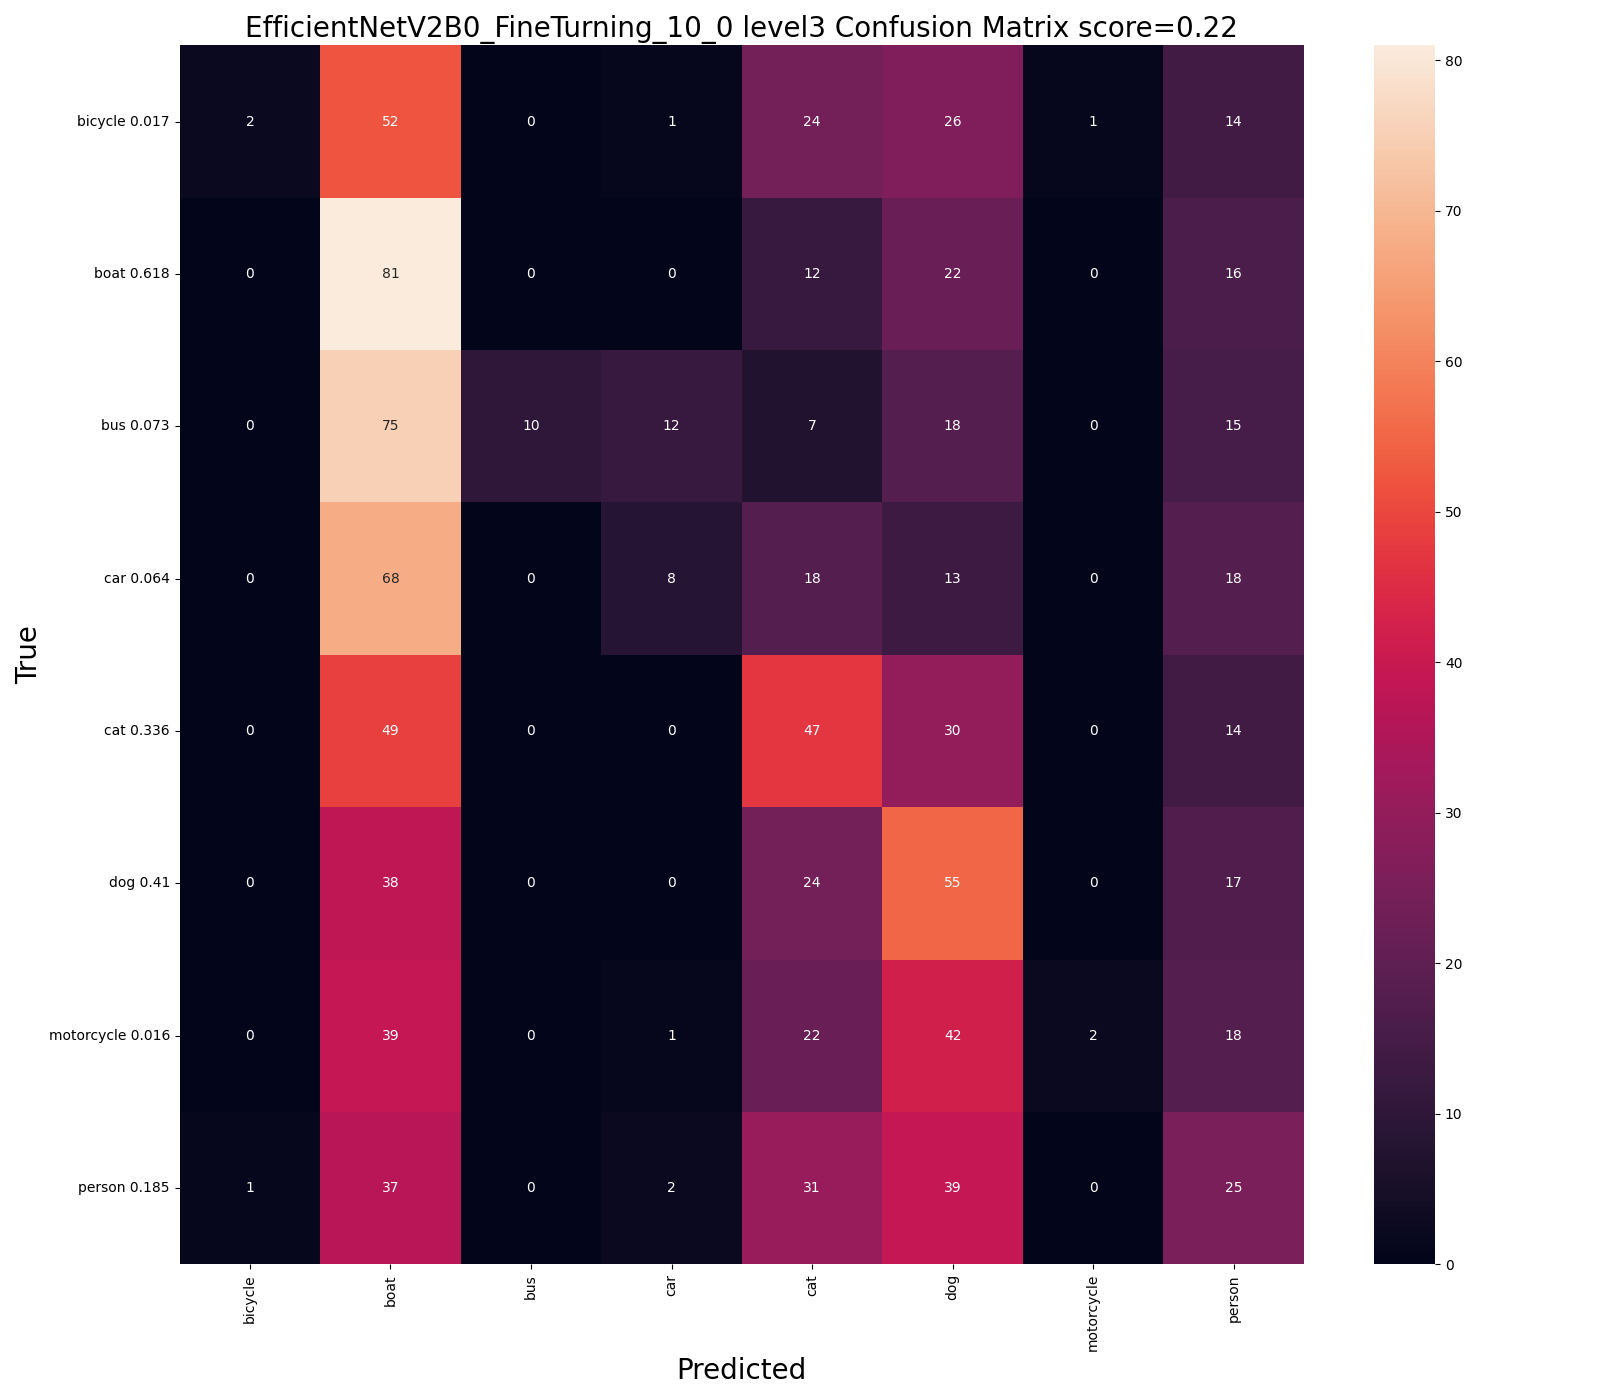 EfficientNetV2B0_FineTurning_10_0 level3 Confusion Matrix score=0.22
bicycle 0.017 2 52 0 1 24 26 1 14
boat 0.618 0 81 0 0 12 22 0 16
bus 0.073 0 75 10 12 7 18 0 15
car 0.064 0 68 0 8 18 13 0 18
cat 0.336 0 49 0 0 47 30 0 14
dog 0.41 0 38 0 0 24 55 0 17
motorcycle 0.016 0 39 0 1 22 42 2 18
person 0.185 1 37 0 2 31 39 0 25
bicycle boat bus car cat dog motorcycle person
True
Predicted
80
70
60
50
40
30
20
10
0